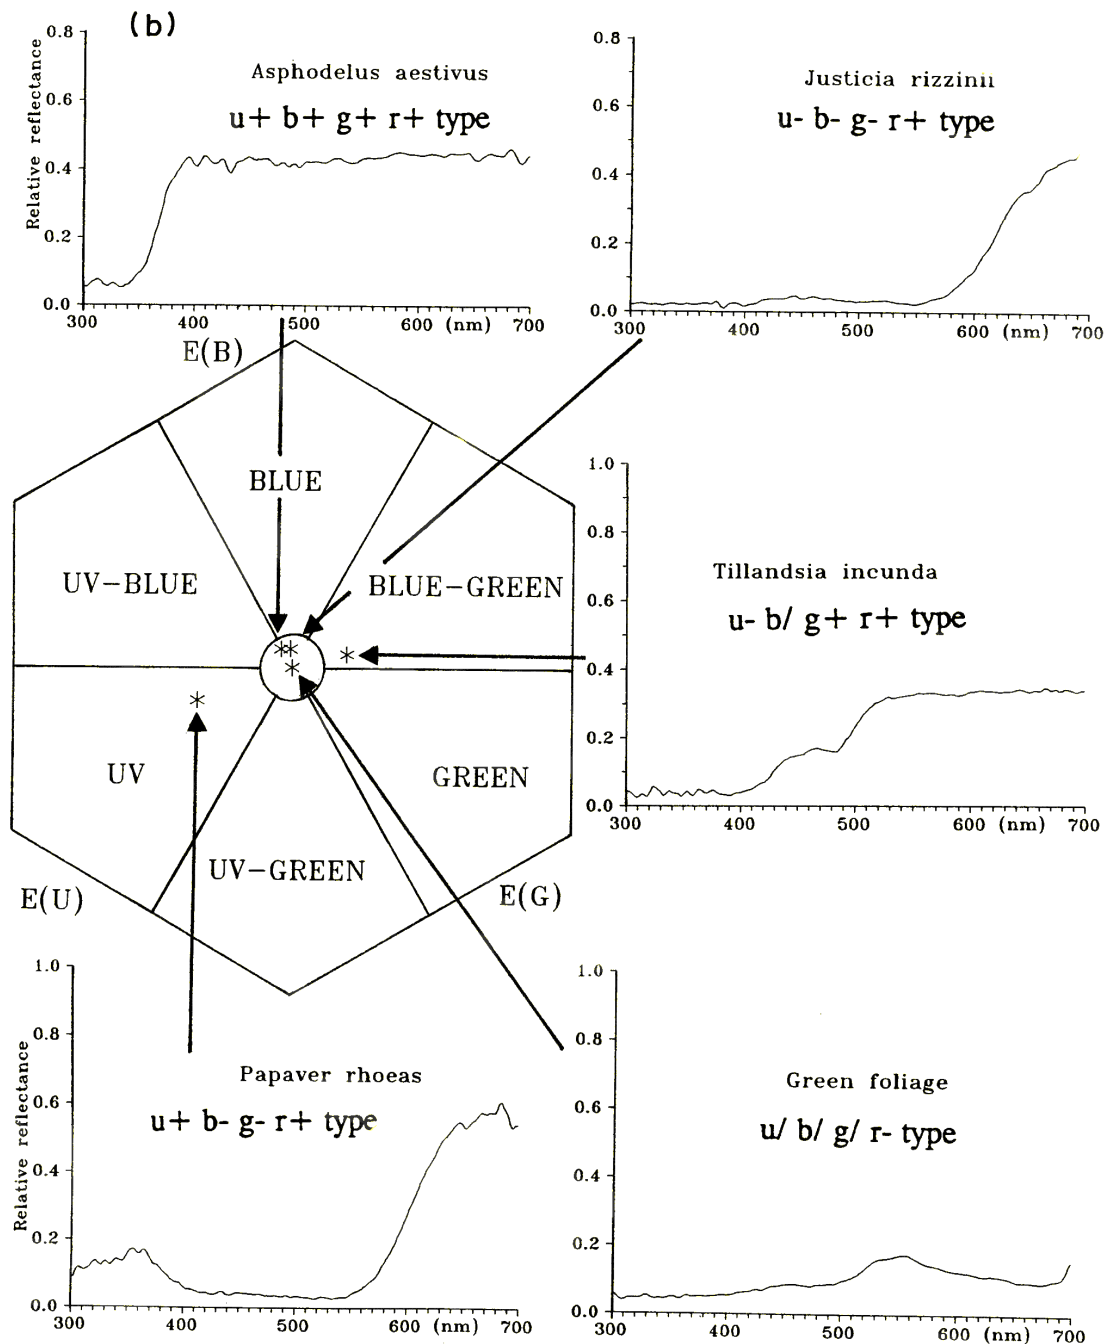 (b)
Relative reflectance
0.8
0.6
0.4
0.2
0.0
Asphodelus aestivus
u+ b+ g+ r+ type
300 400 500 600 (nm) 700
0.8
0.6
0.4
0.2
0.0
Justicia rizzinii
u- b- g- r+ type
300 400 500 600 (nm) 700
E(B)
BLUE
UV-BLUE
BLUE-GREEN
UV
GREEN
UV-GREEN
E(U)
E(G)
1.0
0.8
0.6
0.4
0.2
0.0
Tillandsia incunda
u- b/ g+ r+ type
300 400 500 600 (nm) 700
Relative reflectance
1.0
0.8
0.6
0.4
0.2
0.0
Papaver rhoeas
u+ b- g- r+ type
300 400 500 600 (nm) 700
1.0
0.8
0.6
0.4
0.2
0.0
Green foliage
u/ b/ g/ r- type
300 400 500 600 (nm) 700